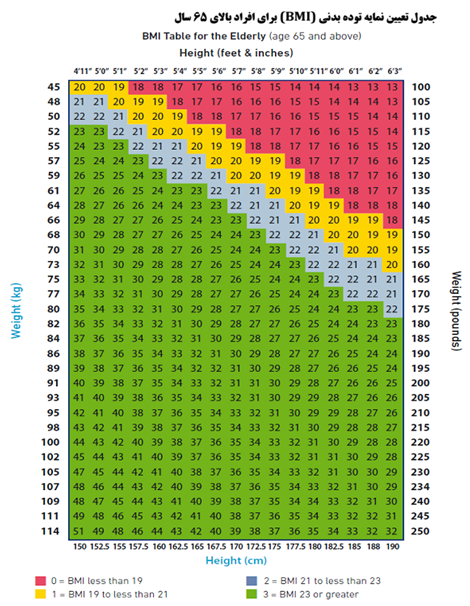 جدول تعیین نمایه توده بدنی (BMI) برای افراد بالای ۶۵ سال
BMI Table for the Elderly (age 65 and above)
Height (feet & inches)
4'11" 5'0" 5'1" 5'2" 5'3" 5'4" 5'5" 5'6" 5'7" 5'8" 5'9" 5'10" 5'11" 6'0" 6'1" 6'2" 6'3"
45 20 20 19 18 18 17 17 16 16 15 15 14 14 14 13 13 13 100
48 21 21 20 19 19 18 17 17 16 16 15 15 15 14 14 14 13 105
50 22 22 21 20 20 19 18 18 17 17 16 16 15 15 15 14 14 110
52 23 23 22 21 20 20 19 19 18 17 17 16 16 16 15 15 14 115
55 24 23 23 22 21 21 20 19 19 18 18 17 17 16 16 15 15 120
57 25 24 24 23 22 22 21 20 20 19 19 18 17 17 17 16 16 125
59 26 25 25 24 23 22 22 21 20 20 19 19 18 18 17 17 16 130
61 27 26 26 25 24 23 23 22 21 21 20 19 19 18 18 17 17 135
64 28 27 26 26 25 24 23 23 22 21 21 20 19 19 18 18 18 140
66 29 28 27 27 26 25 24 23 23 22 21 21 20 20 19 19 18 145
68 30 29 28 27 27 26 25 24 23 23 22 22 21 20 20 19 19 150
70 31 30 29 28 28 27 26 25 24 24 23 22 22 21 20 20 19 155
73 32 31 30 29 28 28 27 26 25 24 24 23 22 22 21 21 20 160
75 33 32 31 30 29 28 27 27 26 25 24 24 23 22 22 21 21 165
77 34 33 32 31 30 29 28 27 27 26 25 24 24 23 22 22 21 170
80 35 34 33 32 31 30 29 28 27 27 26 25 24 24 23 23 22 175
82 36 35 34 33 32 31 30 29 28 27 27 26 25 24 24 23 23 180
84 37 36 35 34 33 32 31 30 29 28 27 27 26 25 24 24 23 185
86 38 37 36 35 34 33 32 31 30 29 28 27 27 26 25 24 24 190
89 39 38 37 36 35 34 33 32 31 30 29 28 27 27 26 25 24 195
91 40 39 38 37 35 34 33 32 31 30 29 29 28 27 26 26 25 200
93 41 40 39 38 36 35 34 33 32 31 30 29 29 28 27 26 26 205
95 42 41 40 38 37 36 35 34 33 32 31 30 29 29 28 27 26 210
98 43 42 41 39 38 37 36 35 34 33 32 31 30 29 28 28 27 215
100 44 43 42 40 39 38 37 36 35 34 33 32 31 30 29 28 28 220
102 45 44 43 41 40 39 37 36 35 34 33 32 31 31 30 29 28 225
105 47 45 44 42 41 40 38 37 36 35 34 33 32 31 30 30 29 230
107 48 46 44 43 42 40 39 38 37 36 35 34 33 32 31 30 29 234
109 48 47 45 44 43 41 40 39 38 37 35 34 33 33 32 31 30 240
111 49 48 46 45 43 42 41 40 38 37 36 35 34 33 32 31 31 245
114 51 49 48 46 44 43 42 40 39 38 37 36 35 34 33 32 32 250
150 152.5 155 157.5 160 162.5 165 167.5 170 172.5 175 177.5 180 182.5 185 188 190
Height (cm)
Weight (kg)
Weight (pounds)
0 = BMI less than 19
1 = BMI 19 to less than 21
2 = BMI 21 to less than 23
3 = BMI 23 or greater